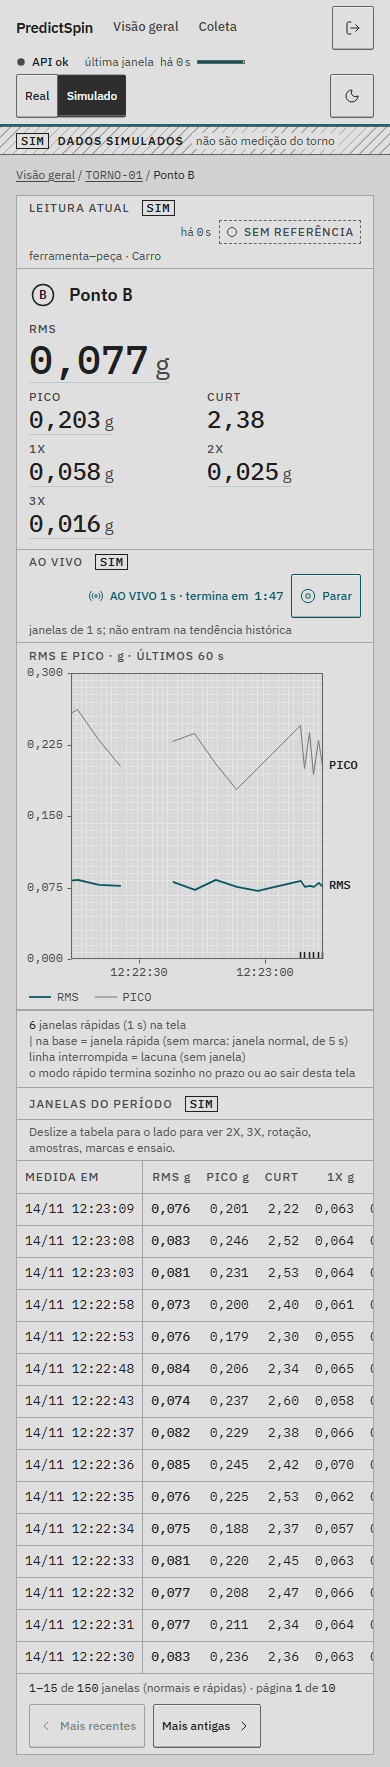 PredictSpin Visão geral Coleta
API ok última janela há 0 s
Real Simulado
SIM DADOS SIMULADOS não são medição do torno
Visão geral / TORNO-01 / Ponto B
LEITURA ATUAL SIM
há 0 s SEM REFERÊNCIA
ferramenta–peça · Carro
B Ponto B
RMS
0,077 g
PICO CURT
0,203 g 2,38
1X 2X
0,058 g 0,025 g
3X
0,016 g
AO VIVO SIM
AO VIVO 1 s · termina em 1:47 Parar
janelas de 1 s; não entram na tendência histórica
RMS E PICO · g · ÚLTIMOS 60 s
0,300
0,225
PICO
0,150
0,075
RMS
0,000
12:22:30 12:23:00
RMS PICO
6 janelas rápidas (1 s) na tela
| na base = janela rápida (sem marca: janela normal, de 5 s)
linha interrompida = lacuna (sem janela)
o modo rápido termina sozinho no prazo ou ao sair desta tela
JANELAS DO PERÍODO SIM
Deslize a tabela para o lado para ver 2X, 3X, rotação,
amostras, marcas e ensaio.
MEDIDA EM RMS g PICO g CURT 1X g
14/11 12:23:09 0,076 0,201 2,22 0,063
14/11 12:23:08 0,083 0,246 2,52 0,064
14/11 12:23:03 0,081 0,231 2,53 0,064
14/11 12:22:58 0,073 0,200 2,40 0,061
14/11 12:22:53 0,076 0,179 2,30 0,055
14/11 12:22:48 0,084 0,206 2,34 0,065
14/11 12:22:43 0,074 0,237 2,60 0,058
14/11 12:22:37 0,082 0,229 2,38 0,066
14/11 12:22:36 0,085 0,245 2,42 0,070
14/11 12:22:35 0,076 0,225 2,53 0,062
14/11 12:22:34 0,075 0,188 2,37 0,057
14/11 12:22:33 0,081 0,220 2,45 0,063
14/11 12:22:32 0,077 0,208 2,47 0,066
14/11 12:22:31 0,077 0,211 2,34 0,064
14/11 12:22:30 0,083 0,236 2,36 0,063
1–15 de 150 janelas (normais e rápidas) · página 1 de 10
Mais recentes Mais antigas